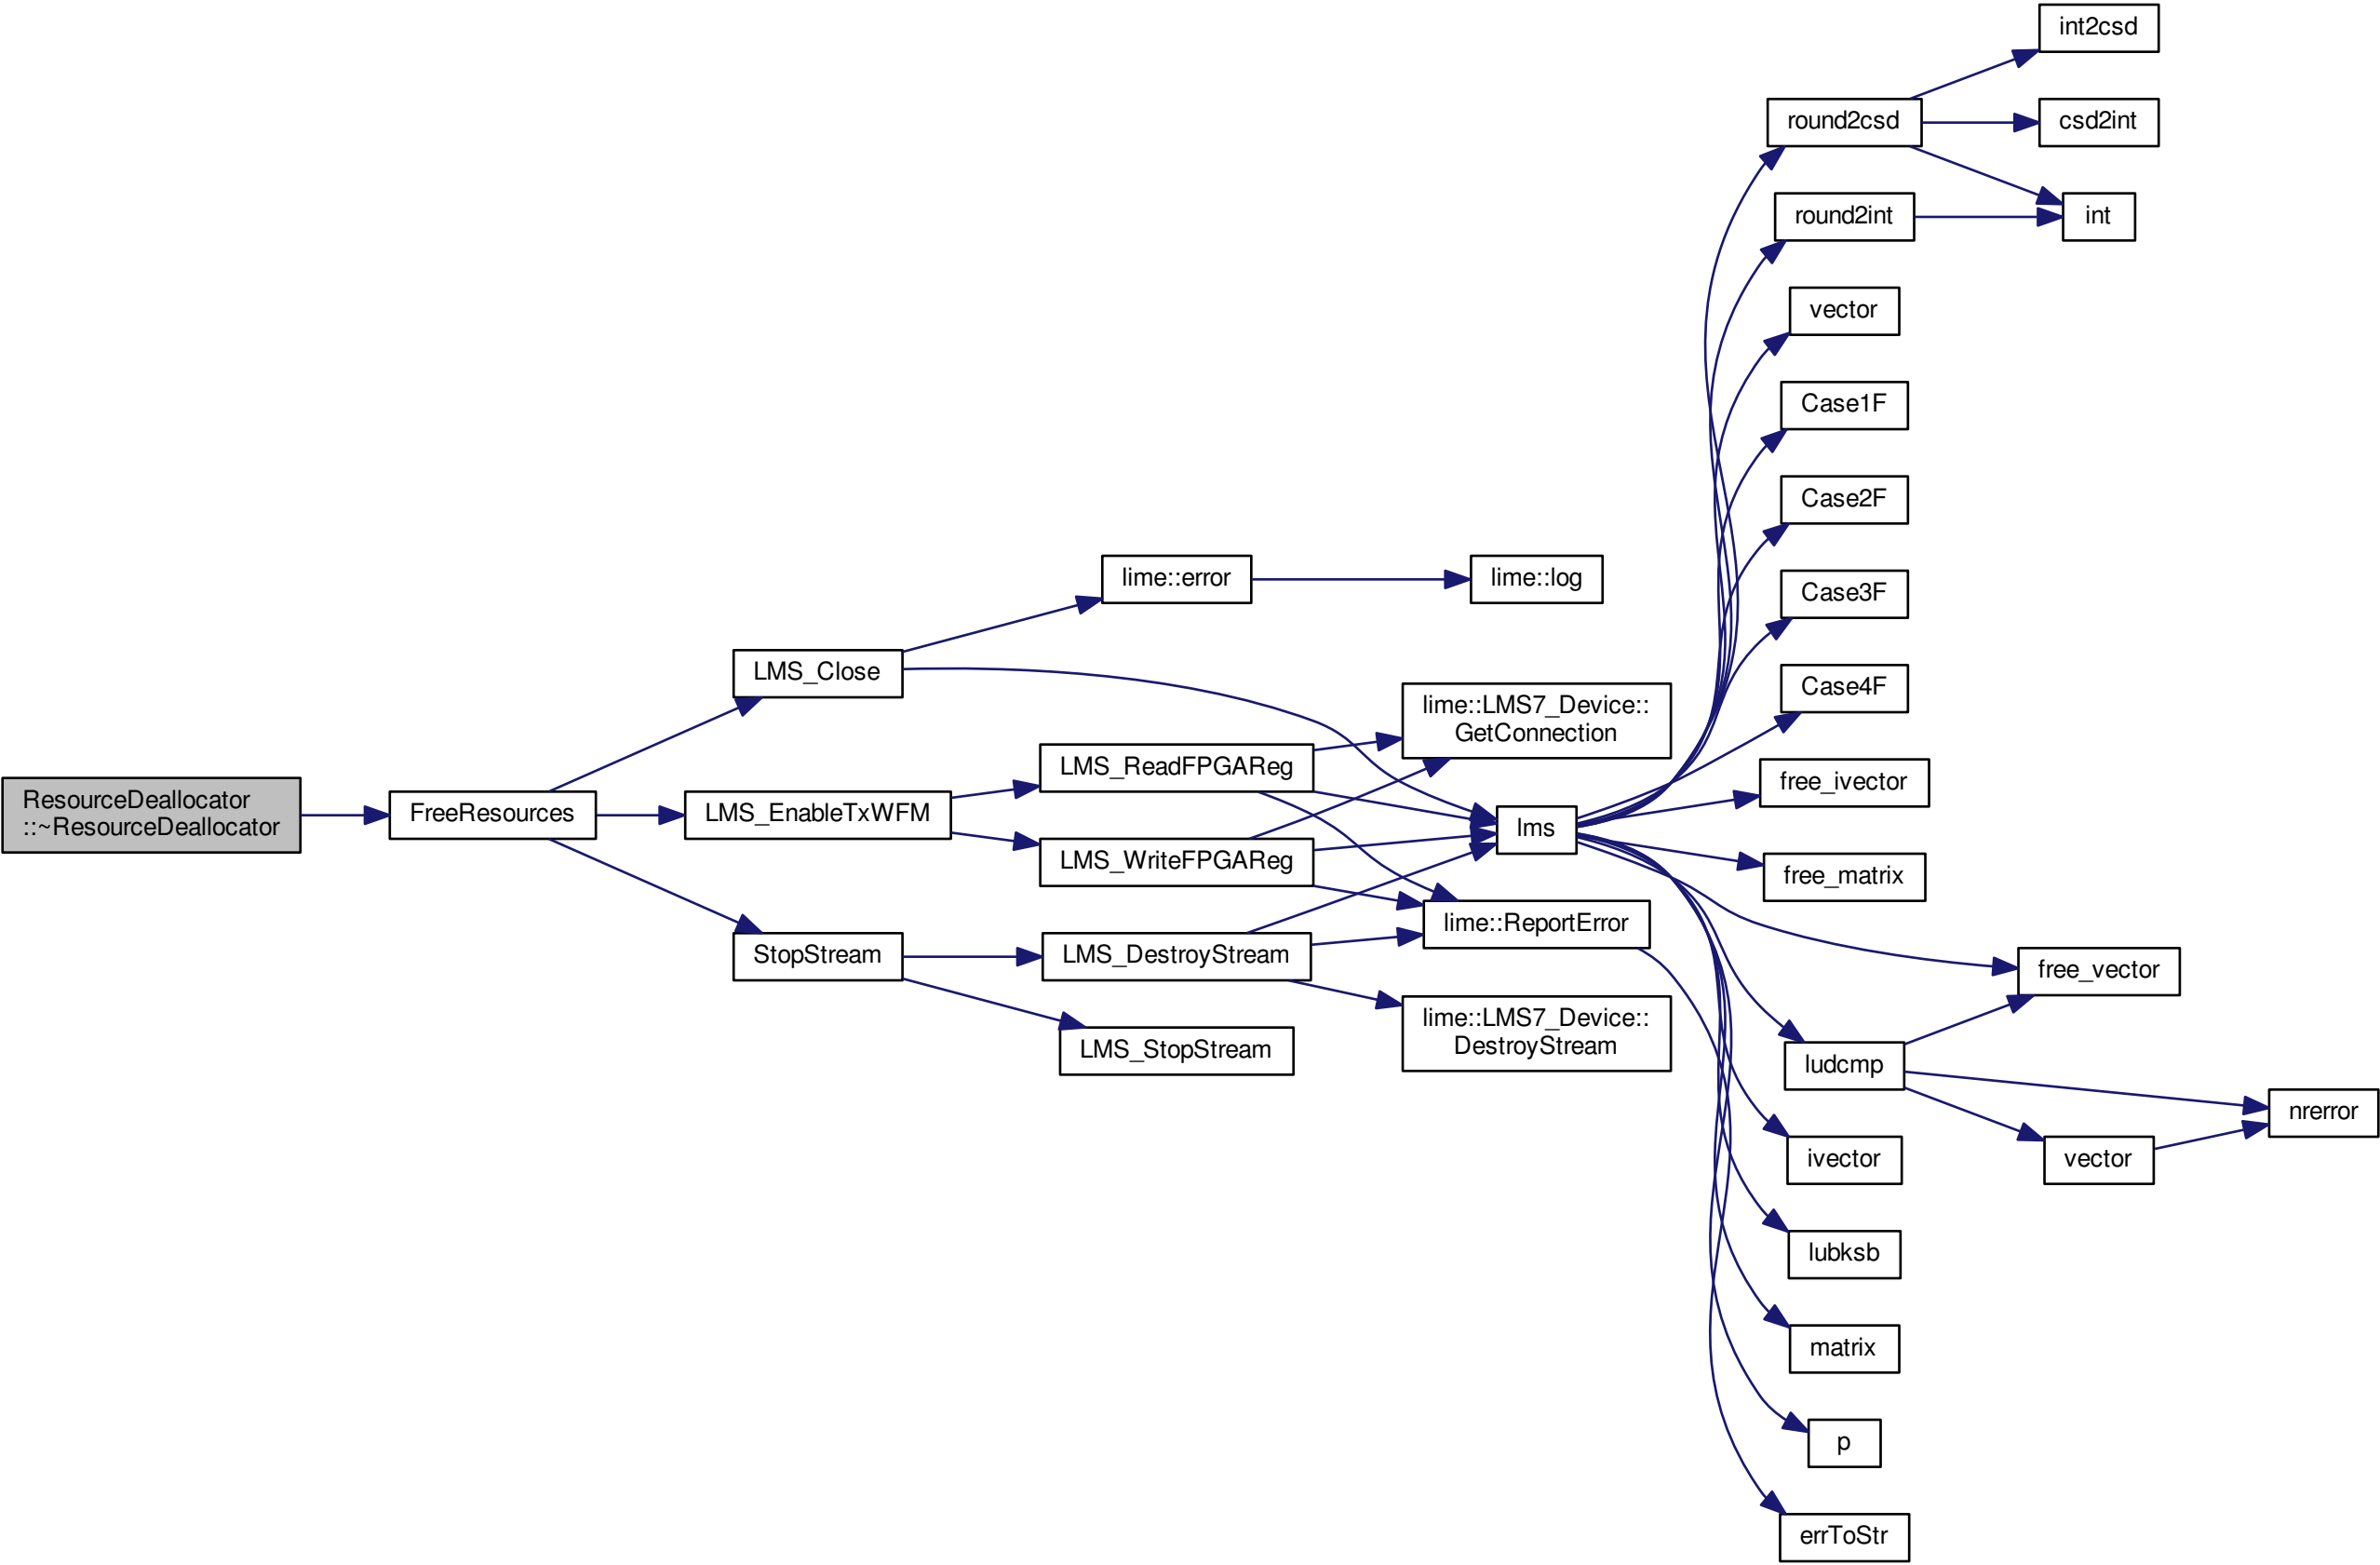 ResourceDeallocator
::~ResourceDeallocator
FreeResources
LMS_Close
LMS_EnableTxWFM
StopStream
lime::error
LMS_ReadFPGAReg
LMS_WriteFPGAReg
LMS_DestroyStream
LMS_StopStream
lime::log
lime::LMS7_Device::
GetConnection
lms
lime::ReportError
lime::LMS7_Device::
DestroyStream
round2csd
round2int
vector
Case1F
Case2F
Case3F
Case4F
free_ivector
free_matrix
ludcmp
ivector
lubksb
matrix
p
errToStr
int2csd
csd2int
int
free_vector
vector
nrerror